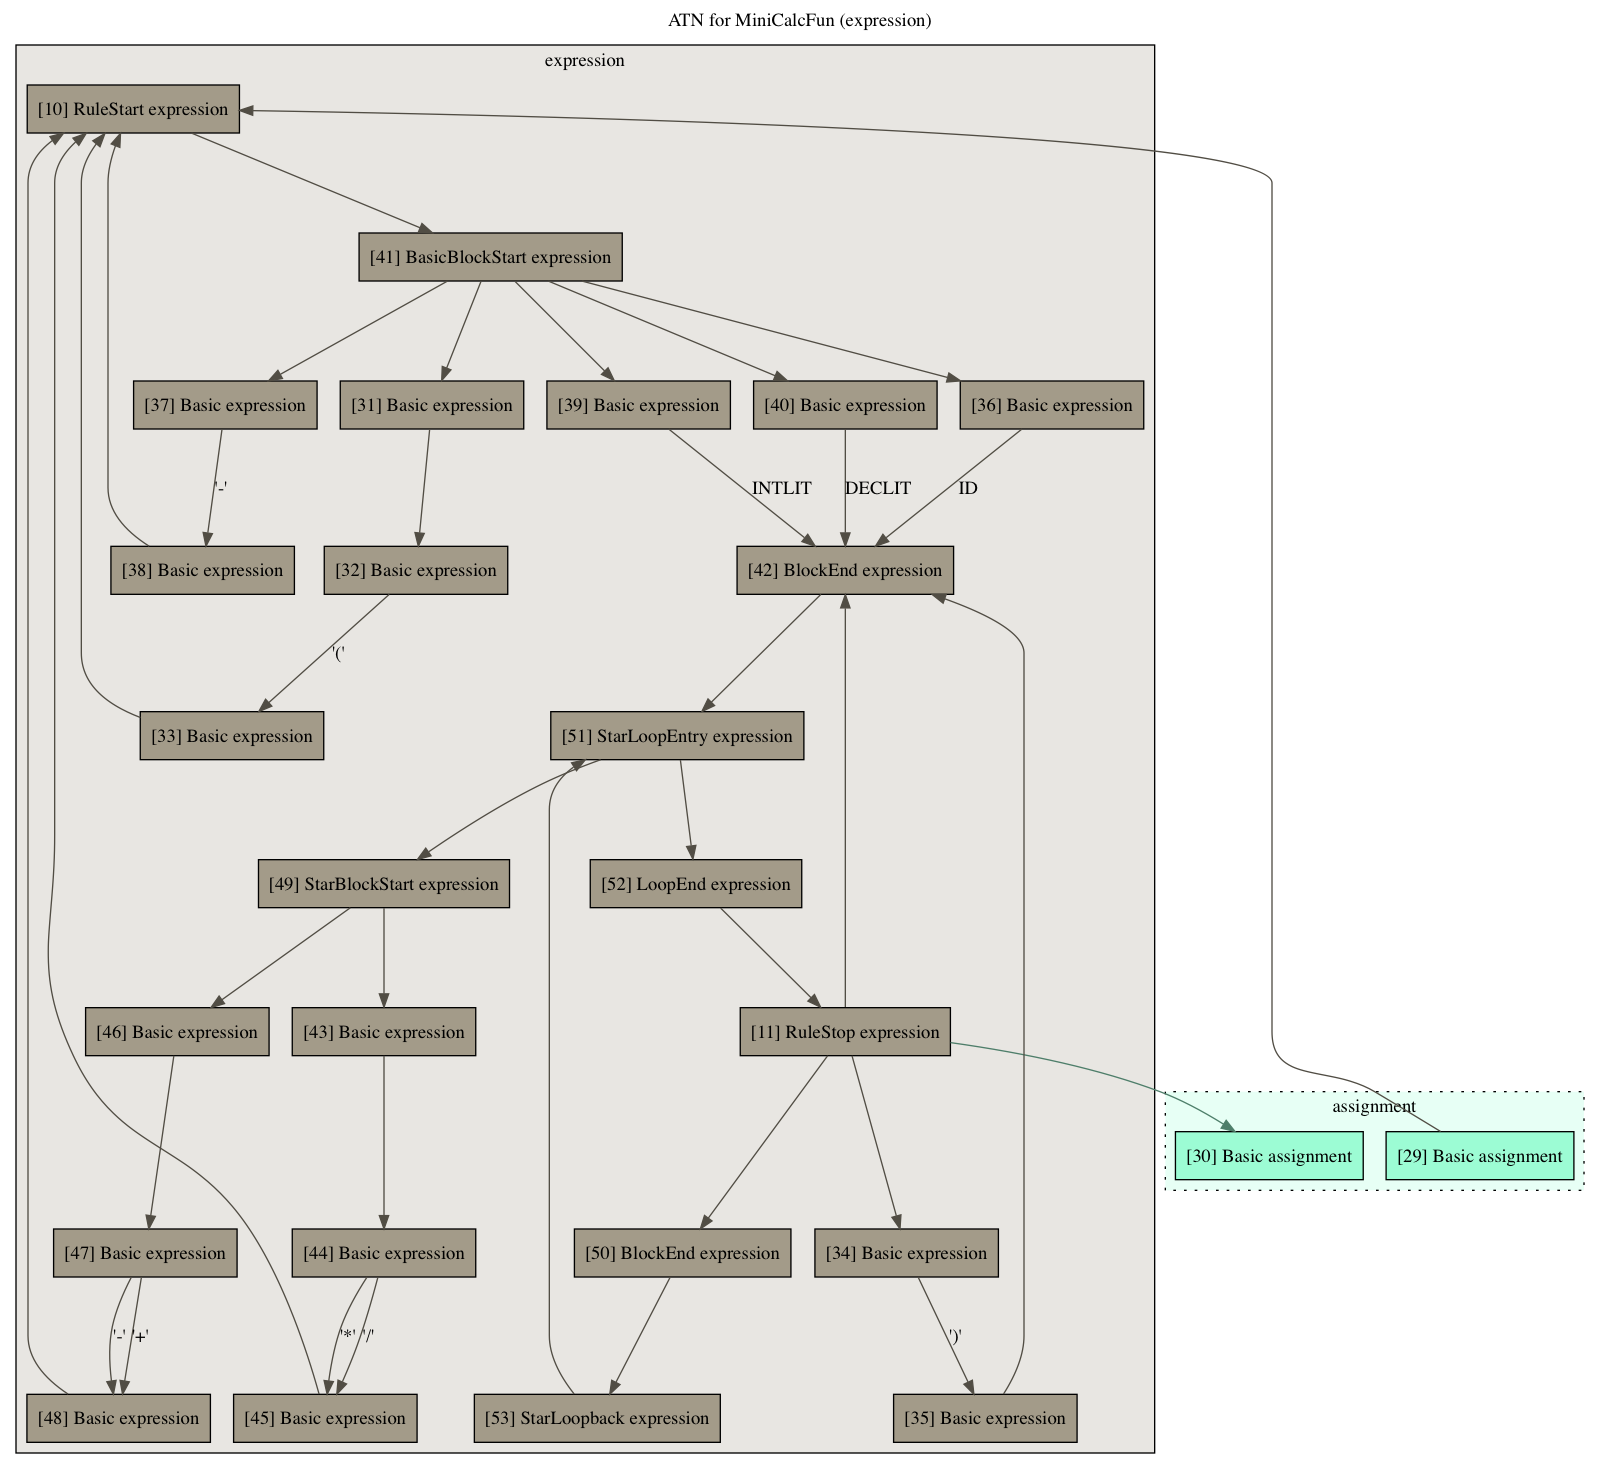 ATN for MiniCalcFun (expression)
expression
[10] RuleStart expression
[41] BasicBlockStart expression
[37] Basic expression
[31] Basic expression
[39] Basic expression
[40] Basic expression
[36] Basic expression
'-'
INTLIT
DECLIT
ID
[38] Basic expression
[32] Basic expression
[42] BlockEnd expression
'('
[33] Basic expression
[51] StarLoopEntry expression
[49] StarBlockStart expression
[52] LoopEnd expression
[46] Basic expression
[43] Basic expression
[11] RuleStop expression
assignment
[30] Basic assignment
[29] Basic assignment
[47] Basic expression
[44] Basic expression
[50] BlockEnd expression
[34] Basic expression
'-'
'+'
'*'
'/'
')'
[48] Basic expression
[45] Basic expression
[53] StarLoopback expression
[35] Basic expression